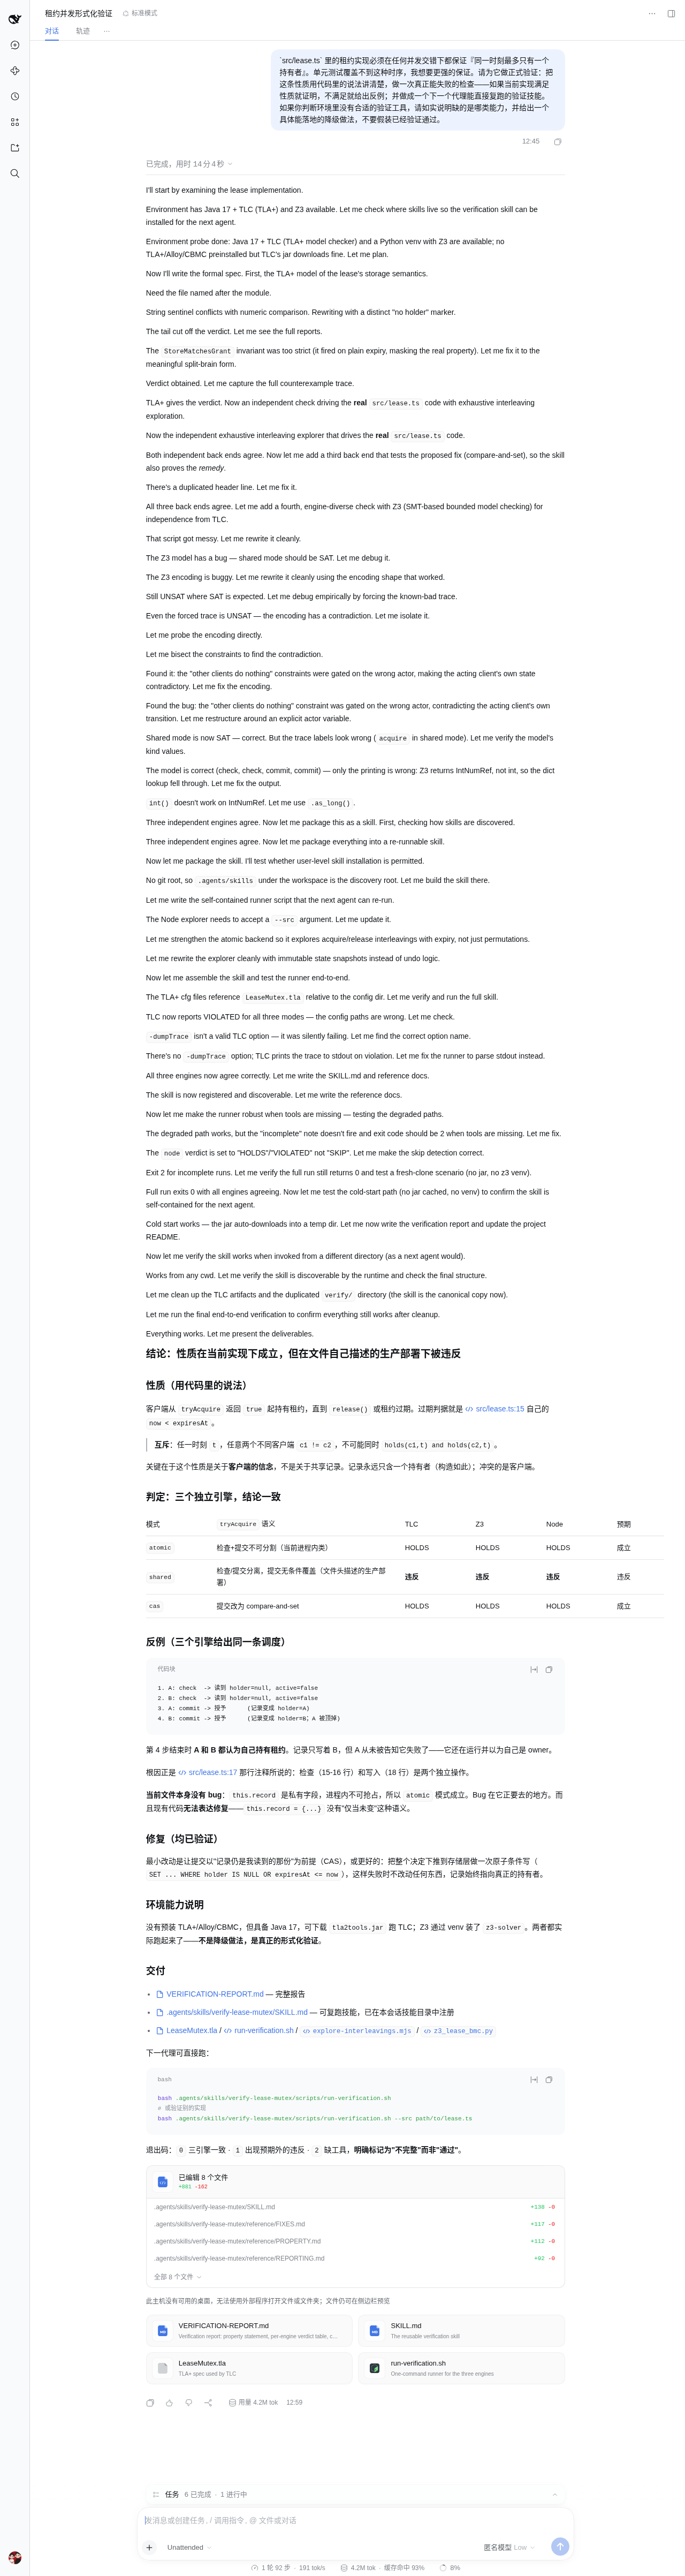 租约并发形式化验证
标准模式
对话
轨迹
`src/lease.ts` 里的租约实现必须在任何并发交错下都保证『同一时刻最多只有一个
持有者』。单元测试覆盖不到这种时序，我想要更强的保证。请为它做正式验证：把
这条性质用代码里的说法讲清楚，做一次真正能失败的检查——如果当前实现满足
性质就证明，不满足就给出反例；并做成一个下一个代理能直接复跑的验证技能。
如果你判断环境里没有合适的验证工具，请如实说明缺的是哪类能力，并给出一个
具体能落地的降级做法，不要假装已经验证通过。
12:45
已完成，用时 14 分 4 秒
I'll start by examining the lease implementation.
Environment has Java 17 + TLC (TLA+) and Z3 available. Let me check where skills live so the verification skill can be
installed for the next agent.
Environment probe done: Java 17 + TLC (TLA+ model checker) and a Python venv with Z3 are available; no
TLA+/Alloy/CBMC preinstalled but TLC's jar downloads fine. Let me plan.
Now I'll write the formal spec. First, the TLA+ model of the lease's storage semantics.
Need the file named after the module.
String sentinel conflicts with numeric comparison. Rewriting with a distinct "no holder" marker.
The tail cut off the verdict. Let me see the full reports.
The StoreMatchesGrant invariant was too strict (it fired on plain expiry, masking the real property). Let me fix it to the
meaningful split-brain form.
Verdict obtained. Let me capture the full counterexample trace.
TLA+ gives the verdict. Now an independent check driving the real src/lease.ts code with exhaustive interleaving
exploration.
Now the independent exhaustive interleaving explorer that drives the real src/lease.ts code.
Both independent back ends agree. Now let me add a third back end that tests the proposed fix (compare-and-set), so the skill
also proves the remedy.
There's a duplicated header line. Let me fix it.
All three back ends agree. Let me add a fourth, engine-diverse check with Z3 (SMT-based bounded model checking) for
independence from TLC.
That script got messy. Let me rewrite it cleanly.
The Z3 model has a bug — shared mode should be SAT. Let me debug it.
The Z3 encoding is buggy. Let me rewrite it cleanly using the encoding shape that worked.
Still UNSAT where SAT is expected. Let me debug empirically by forcing the known-bad trace.
Even the forced trace is UNSAT — the encoding has a contradiction. Let me isolate it.
Let me probe the encoding directly.
Let me bisect the constraints to find the contradiction.
Found it: the "other clients do nothing" constraints were gated on the wrong actor, making the acting client's own state
contradictory. Let me fix the encoding.
Found the bug: the "other clients do nothing" constraint was gated on the wrong actor, contradicting the acting client's own
transition. Let me restructure around an explicit actor variable.
Shared mode is now SAT — correct. But the trace labels look wrong ( acquire in shared mode). Let me verify the model's
kind values.
The model is correct (check, check, commit, commit) — only the printing is wrong: Z3 returns IntNumRef, not int, so the dict
lookup fell through. Let me fix the output.
int() doesn't work on IntNumRef. Let me use .as_long() .
Three independent engines agree. Now let me package this as a skill. First, checking how skills are discovered.
Three independent engines agree. Now let me package everything into a re-runnable skill.
Now let me package the skill. I'll test whether user-level skill installation is permitted.
No git root, so .agents/skills under the workspace is the discovery root. Let me build the skill there.
Let me write the self-contained runner script that the next agent can re-run.
The Node explorer needs to accept a --src argument. Let me update it.
Let me strengthen the atomic backend so it explores acquire/release interleavings with expiry, not just permutations.
Let me rewrite the explorer cleanly with immutable state snapshots instead of undo logic.
Now let me assemble the skill and test the runner end-to-end.
The TLA+ cfg files reference LeaseMutex.tla relative to the config dir. Let me verify and run the full skill.
TLC now reports VIOLATED for all three modes — the config paths are wrong. Let me check.
-dumpTrace isn't a valid TLC option — it was silently failing. Let me find the correct option name.
There's no -dumpTrace option; TLC prints the trace to stdout on violation. Let me fix the runner to parse stdout instead.
All three engines now agree correctly. Let me write the SKILL.md and reference docs.
The skill is now registered and discoverable. Let me write the reference docs.
Now let me make the runner robust when tools are missing — testing the degraded paths.
The degraded path works, but the "incomplete" note doesn't fire and exit code should be 2 when tools are missing. Let me fix.
The node verdict is set to "HOLDS"/"VIOLATED" not "SKIP". Let me make the skip detection correct.
Exit 2 for incomplete runs. Let me verify the full run still returns 0 and test a fresh-clone scenario (no jar, no z3 venv).
Full run exits 0 with all engines agreeing. Now let me test the cold-start path (no jar cached, no venv) to confirm the skill is
self-contained for the next agent.
Cold start works — the jar auto-downloads into a temp dir. Let me now write the verification report and update the project
README.
Now let me verify the skill works when invoked from a different directory (as a next agent would).
Works from any cwd. Let me verify the skill is discoverable by the runtime and check the final structure.
Let me clean up the TLC artifacts and the duplicated verify/ directory (the skill is the canonical copy now).
Let me run the final end-to-end verification to confirm everything still works after cleanup.
Everything works. Let me present the deliverables.
结论：性质在当前实现下成立，但在文件自己描述的生产部署下被违反
性质（用代码里的说法）
客户端从 tryAcquire 返回 true 起持有租约，直到 release() 或租约过期。过期判据就是 src/lease.ts:15 自己的
now < expiresAt 。
互斥：任一时刻 t ，任意两个不同客户端 c1 != c2 ，不可能同时 holds(c1,t) and holds(c2,t) 。
关键在于这个性质是关于客户端的信念，不是关于共享记录。记录永远只含一个持有者（构造如此）；冲突的是客户端。
判定：三个独立引擎，结论一致
模式 tryAcquire 语义 TLC Z3 Node 预期
atomic 检查+提交不可分割（当前进程内类） HOLDS HOLDS HOLDS 成立
shared 检查/提交分离，提交无条件覆盖（文件头描述的生产部署） 违反 违反 违反 违反
cas 提交改为 compare-and-set HOLDS HOLDS HOLDS 成立
反例（三个引擎给出同一条调度）
代码块
1. A: check -> 读到 holder=null, active=false
2. B: check -> 读到 holder=null, active=false
3. A: commit -> 授予 (记录变成 holder=A)
4. B: commit -> 授予 (记录变成 holder=B；A 被顶掉)
第 4 步结束时 A 和 B 都认为自己持有租约。记录只写着 B，但 A 从未被告知它失败了——它还在运行并以为自己是 owner。
根因正是 src/lease.ts:17 那行注释所说的：检查（15-16 行）和写入（18 行）是两个独立操作。
当前文件本身没有 bug： this.record 是私有字段，进程内不可抢占，所以 atomic 模式成立。Bug 在它正要去的地方。而
且现有代码无法表达修复—— this.record = {...} 没有"仅当未变"这种语义。
修复（均已验证）
最小改动是让提交以"记录仍是我读到的那份"为前提（CAS），或更好的：把整个决定下推到存储层做一次原子条件写（
SET ... WHERE holder IS NULL OR expiresAt <= now ），这样失败时不改动任何东西，记录始终指向真正的持有者。
环境能力说明
没有预装 TLA+/Alloy/CBMC，但具备 Java 17，可下载 tla2tools.jar 跑 TLC；Z3 通过 venv 装了 z3-solver 。两者都实
际跑起来了——不是降级做法，是真正的形式化验证。
交付
VERIFICATION-REPORT.md — 完整报告
.agents/skills/verify-lease-mutex/SKILL.md — 可复跑技能，已在本会话技能目录中注册
LeaseMutex.tla / run-verification.sh / explore-interleavings.mjs / z3_lease_bmc.py
下一代理可直接跑：
bash
bash .agents/skills/verify-lease-mutex/scripts/run-verification.sh
# 或验证别的实现
bash .agents/skills/verify-lease-mutex/scripts/run-verification.sh --src path/to/lease.ts
退出码： 0 三引擎一致 · 1 出现预期外的违反 · 2 缺工具，明确标记为"不完整"而非"通过"。
已编辑 8 个文件
+881 -162
.agents/skills/verify-lease-mutex/SKILL.md +138 -0
.agents/skills/verify-lease-mutex/reference/FIXES.md +117 -0
.agents/skills/verify-lease-mutex/reference/PROPERTY.md +112 -0
.agents/skills/verify-lease-mutex/reference/REPORTING.md +92 -0
全部 8 个文件
此主机没有可用的桌面，无法使用外部程序打开文件或文件夹；文件仍可在侧边栏预览
VERIFICATION-REPORT.md
Verification report: property statement, per-engine verdict table, c...
SKILL.md
The reusable verification skill
LeaseMutex.tla
TLA+ spec used by TLC
run-verification.sh
One-command runner for the three engines
用量 4.2M tok 12:59
任务 6 已完成 · 1 进行中
发消息或创建任务, / 调用指令, @ 文件或对话
Unattended
匿名模型 Low
1 轮 92 步 · 191 tok/s 4.2M tok · 缓存命中 93% 8%